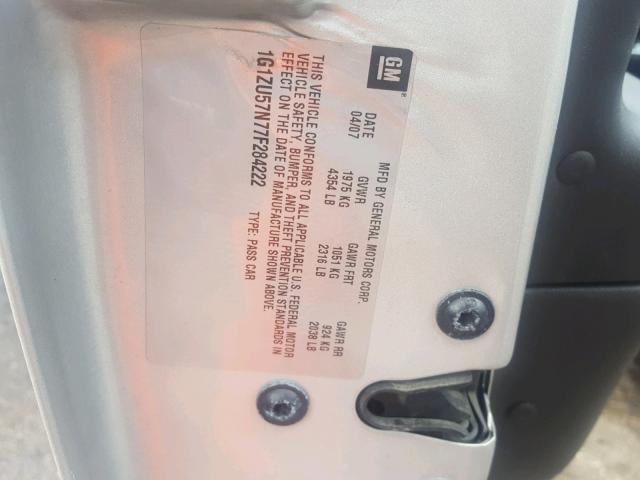 GM
MFD BY GENERAL MOTORS CORP.
DATE GVWR GAWR FRT GAWR RR
04/07 1975 KG 1051 KG 924 KG
4354 LB 2316 LB 2038 LB
THIS VEHICLE CONFORMS TO ALL APPLICABLE U.S. FEDERAL MOTOR
VEHICLE SAFETY, BUMPER, AND THEFT PREVENTION STANDARDS IN
EFFECT ON THE DATE OF MANUFACTURE SHOWN ABOVE.
1G1ZU57N77F284222 TYPE: PASS CAR